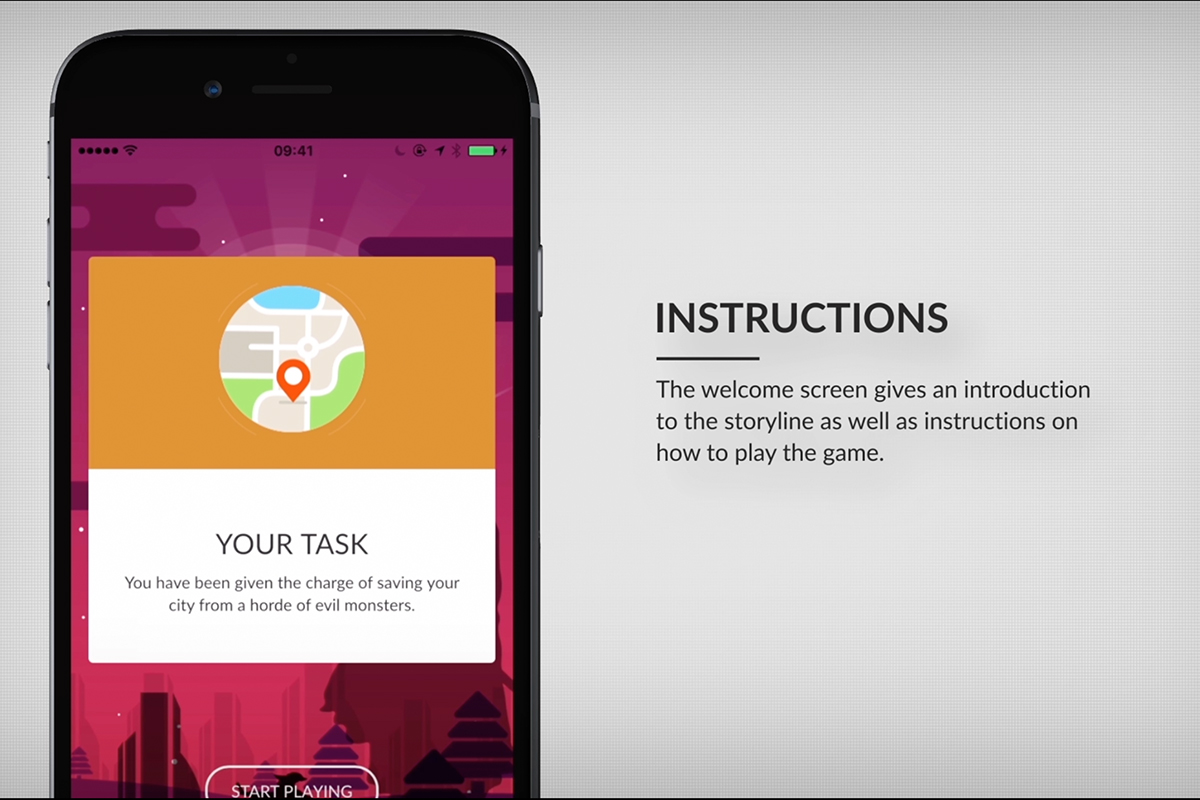 09:41
YOUR TASK
You have been given the charge of saving your
city from a horde of evil monsters.
START PLAYING
INSTRUCTIONS
The welcome screen gives an introduction
to the storyline as well as instructions on
how to play the game.